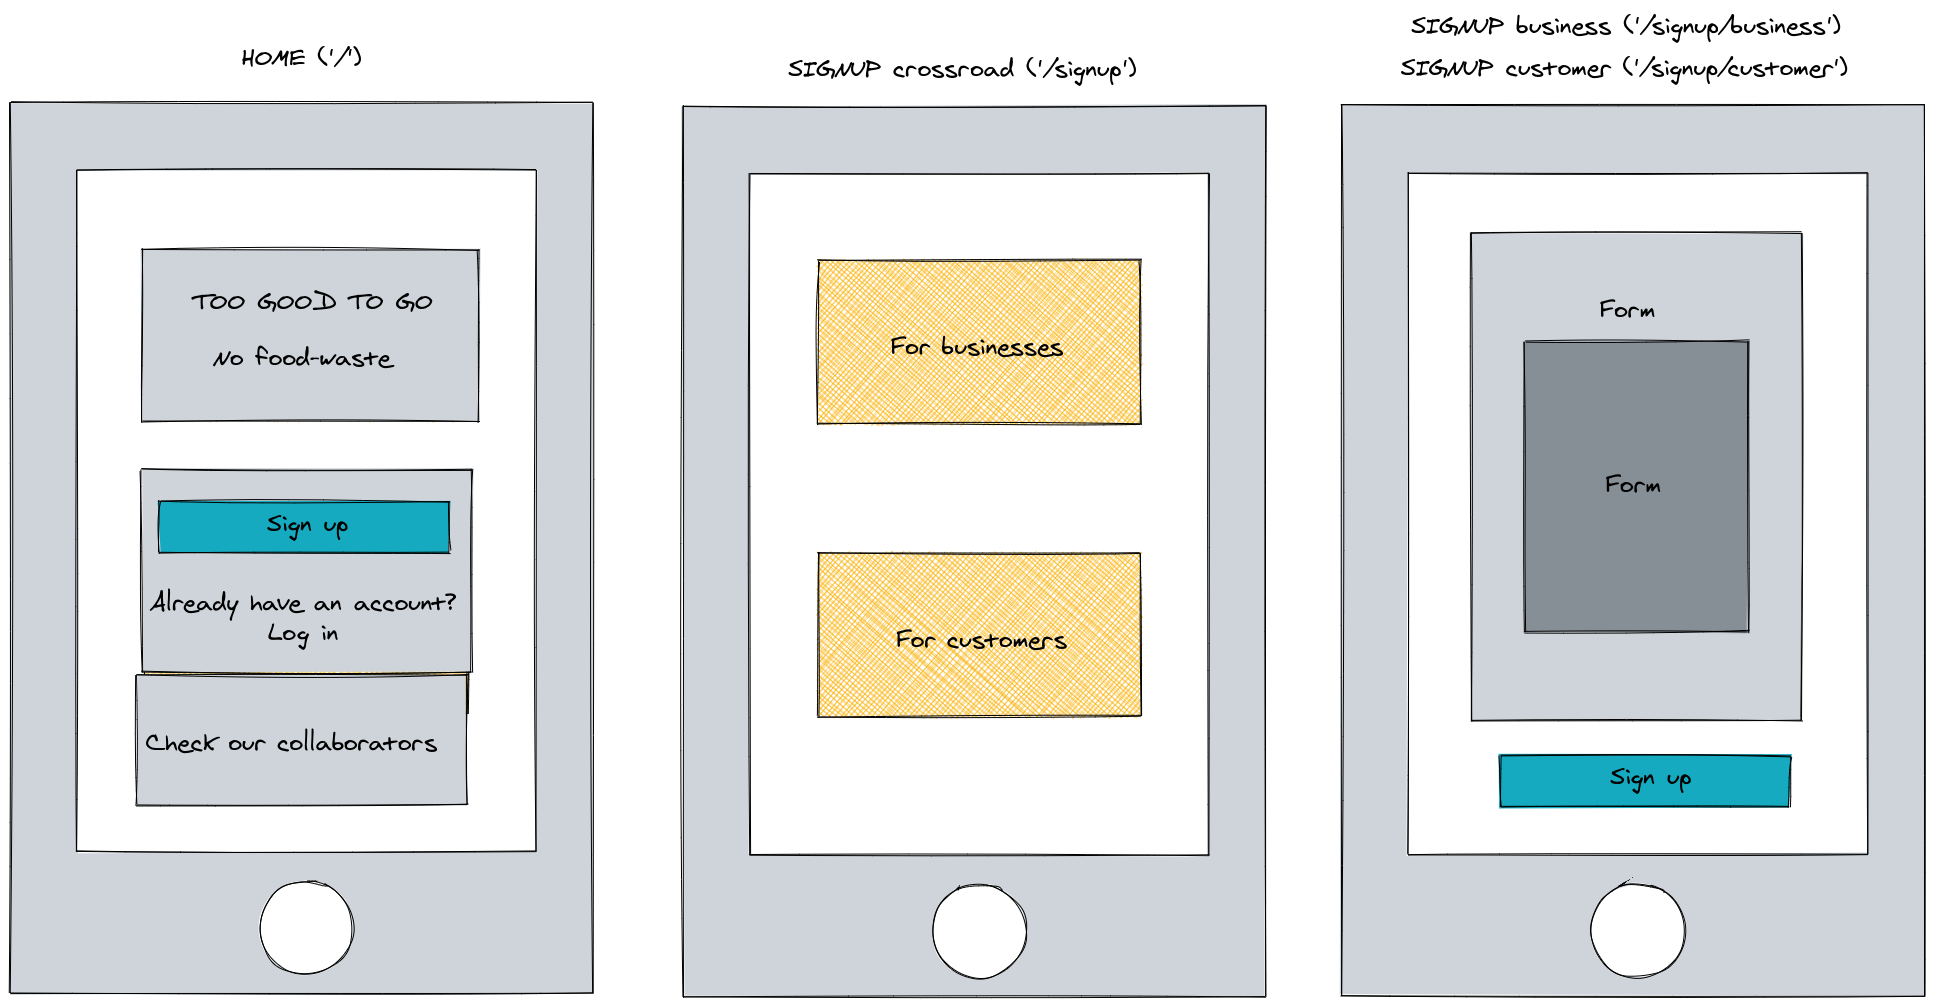 HOME ('/')
TOO GOOD TO GO
No food-waste
Sign up
Already have an account?
Log in
Check our collaborators
SIGNUP crossroad ('/signup')
For businesses
For customers
SIGNUP business ('/signup/business')
SIGNUP customer ('/signup/customer')
Form
Form
Sign up